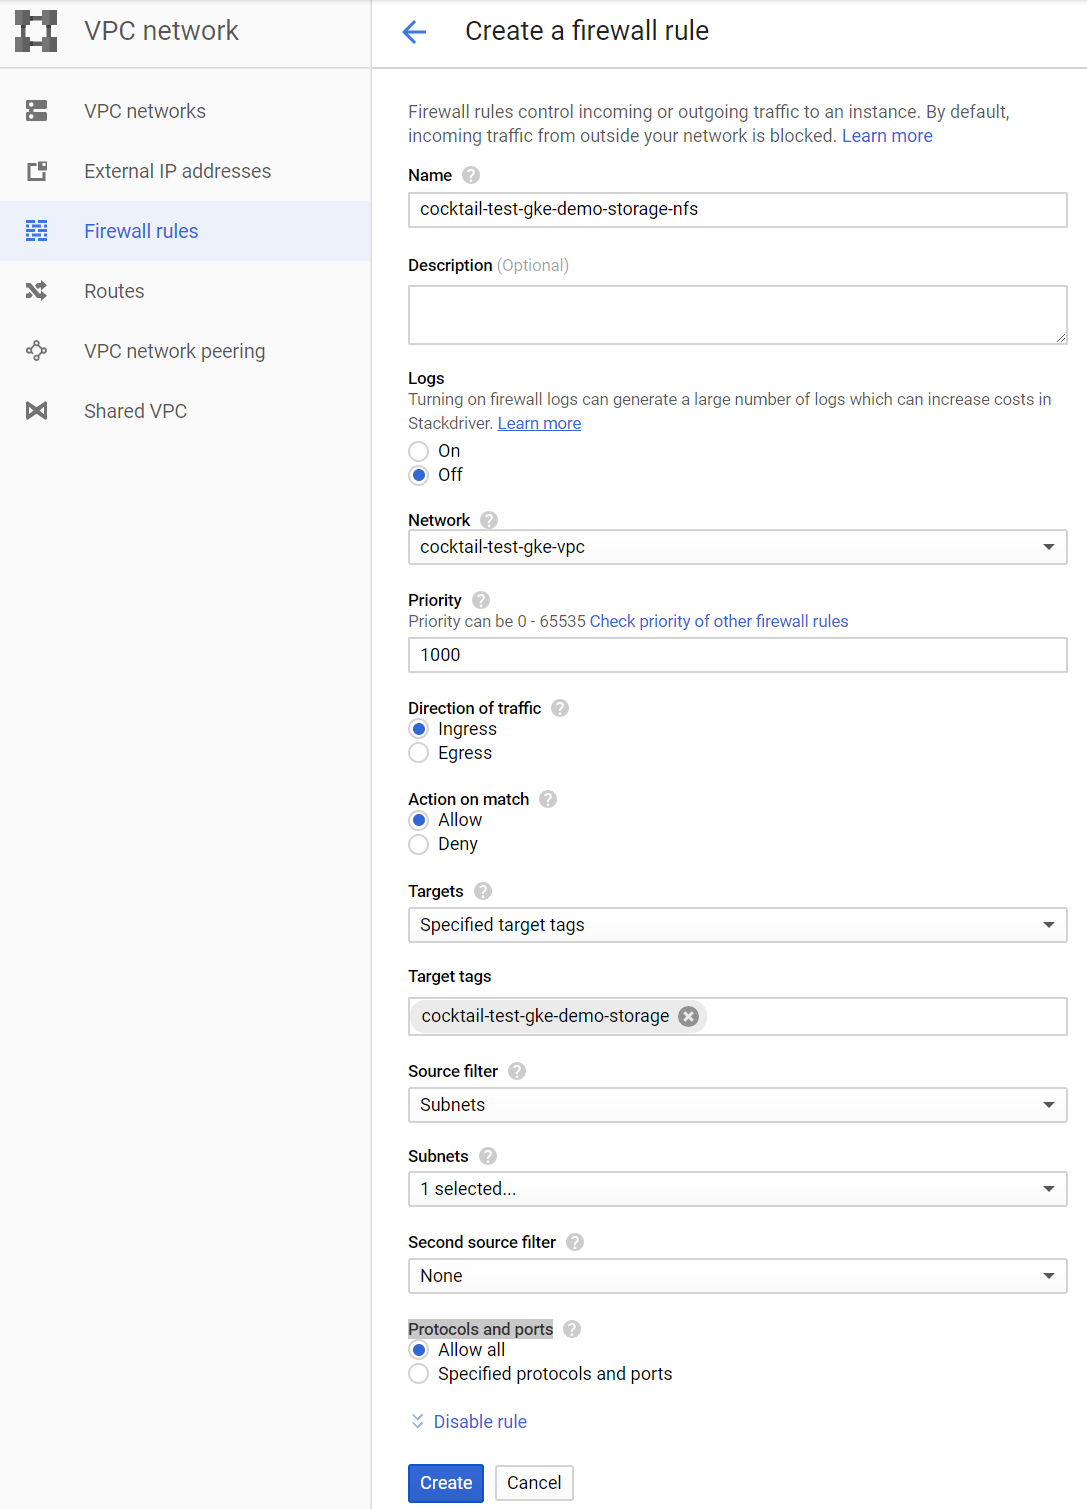 VPC network
VPC networks
External IP addresses
Firewall rules
Routes
VPC network peering
Shared VPC
Create a firewall rule
Firewall rules control incoming or outgoing traffic to an instance. By default,
incoming traffic from outside your network is blocked. Learn more
Name
cocktail-test-gke-demo-storage-nfs
Description (Optional)
Logs
Turning on firewall logs can generate a large number of logs which can increase costs in
Stackdriver. Learn more
On
Off
Network
cocktail-test-gke-vpc
Priority
Priority can be 0 - 65535 Check priority of other firewall rules
1000
Direction of traffic
Ingress
Egress
Action on match
Allow
Deny
Targets
Specified target tags
Target tags
cocktail-test-gke-demo-storage
Source filter
Subnets
Subnets
1 selected...
Second source filter
None
Protocols and ports
Allow all
Specified protocols and ports
Disable rule
Create Cancel